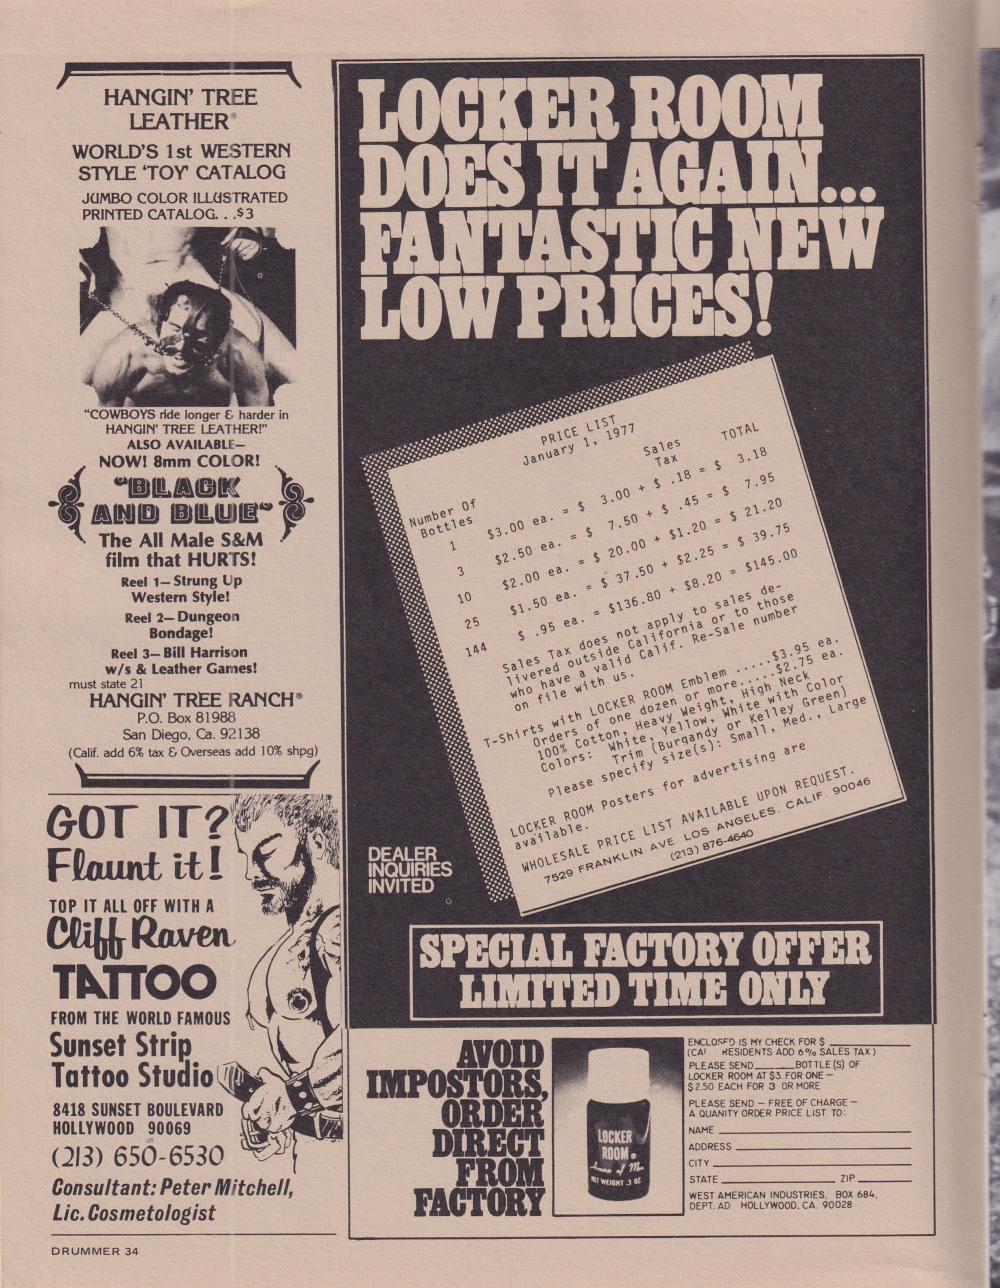 HANGIN' TREE
LEATHER®
WORLD'S 1st WESTERN
STYLE 'TOY' CATALOG
JUMBO COLOR ILLUSTRATED
PRINTED CATALOG. . .$3
"COWBOYS ride longer & harder in
HANGIN' TREE LEATHER!"
ALSO AVAILABLE—
NOW! 8mm COLOR!
"BLACK
AND BLUE"
The All Male S&M
film that HURTS!
Reel 1—Strung Up
Western Style!
Reel 2—Dungeon
Bondage!
Reel 3—Bill Harrison
w/s & Leather Games!
must state 21
HANGIN' TREE RANCH®
P.O. Box 81988
San Diego, Ca. 92138
(Calif. add 6% tax & Overseas add 10% shpg)
GOT IT?
Flaunt it!
TOP IT ALL OFF WITH A
Cliff Raven
TATTOO
FROM THE WORLD FAMOUS
Sunset Strip
Tattoo Studio
8418 SUNSET BOULEVARD
HOLLYWOOD 90069
(213) 650-6530
Consultant: Peter Mitchell,
Lic. Cosmetologist
DRUMMER 34
LOCKER ROOM
DOES IT AGAIN...
FANTASTIC NEW
LOW PRICES!
PRICE LIST
January 1, 1977
Number Of
Bottles
Sales
Tax
TOTAL
1 $3.00 ea. = $ 3.00 + $ .18 = $ 3.18
3 $2.50 ea. = $ 7.50 + $ .45 = $ 7.95
10 $2.00 ea. = $ 20.00 + $1.20 = $ 21.20
25 $1.50 ea. = $ 37.50 + $2.25 = $ 39.75
144 $ .95 ea. = $136.80 + $8.20 = $145.00
Sales Tax does not apply to sales de-
livered outside California or to those
who have a valid Calif. Re-Sale number
on file with us.
T-Shirts with LOCKER ROOM Emblem .....$3.95 ea.
Orders of one dozen or more.....$2.75 ea.
100% Cotton, Heavy Weight, High Neck
Colors: White, Yellow, White with Color
Trim (Burgandy or Kelley Green)
Please specify size(s): Small, Med., Large
LOCKER ROOM Posters for advertising are
available.
WHOLESALE PRICE LIST AVAILABLE UPON REQUEST.
7529 FRANKLIN AVE. LOS ANGELES, CALIF. 90046
(213) 876-4640
DEALER
INQUIRIES
INVITED
SPECIAL FACTORY OFFER
LIMITED TIME ONLY
AVOID
IMPOSTORS,
ORDER
DIRECT
FROM
FACTORY
LOCKER
ROOM®
Aroma of Men
NET WEIGHT .3 OZ.
ENCLOSED IS MY CHECK FOR $
(CA RESIDENTS ADD 6% SALES TAX)
PLEASE SEND BOTTLE(S) OF
LOCKER ROOM AT $3. FOR ONE —
$2.50 EACH FOR 3 OR MORE
PLEASE SEND — FREE OF CHARGE —
A QUANITY ORDER PRICE LIST TO:
NAME
ADDRESS
CITY
STATE ZIP
WEST AMERICAN INDUSTRIES, BOX 684,
DEPT. AD HOLLYWOOD, CA. 90028